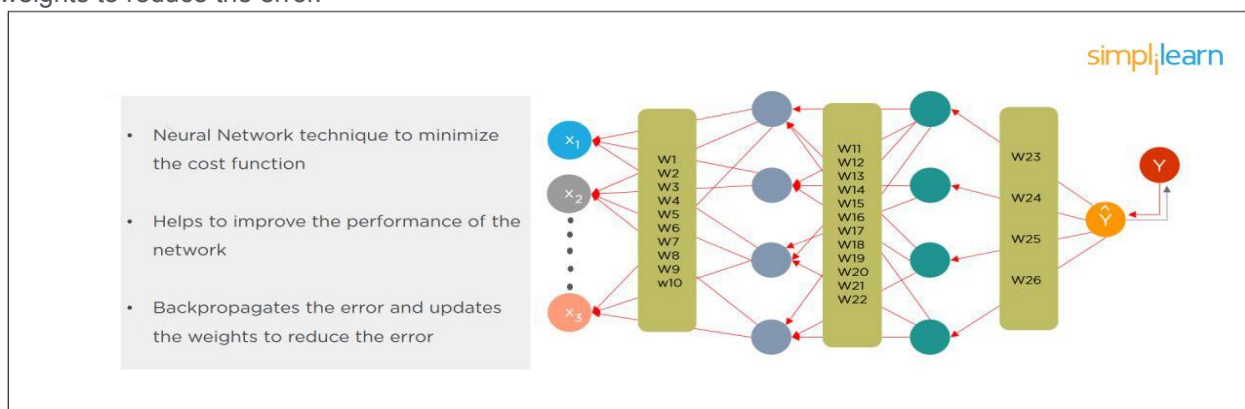 weights to reduce the error.
simplilearn
• Neural Network technique to minimize
the cost function
• Helps to improve the performance of the
network
• Backpropagates the error and updates
the weights to reduce the error
X1
X2
X3
W1
W2
W3
W4
W5
W6
W7
W8
W9
w10
W11
W12
W13
W14
W15
W16
W17
W18
W19
W20
W21
W22
W23
W24
W25
W26
Ŷ
Y